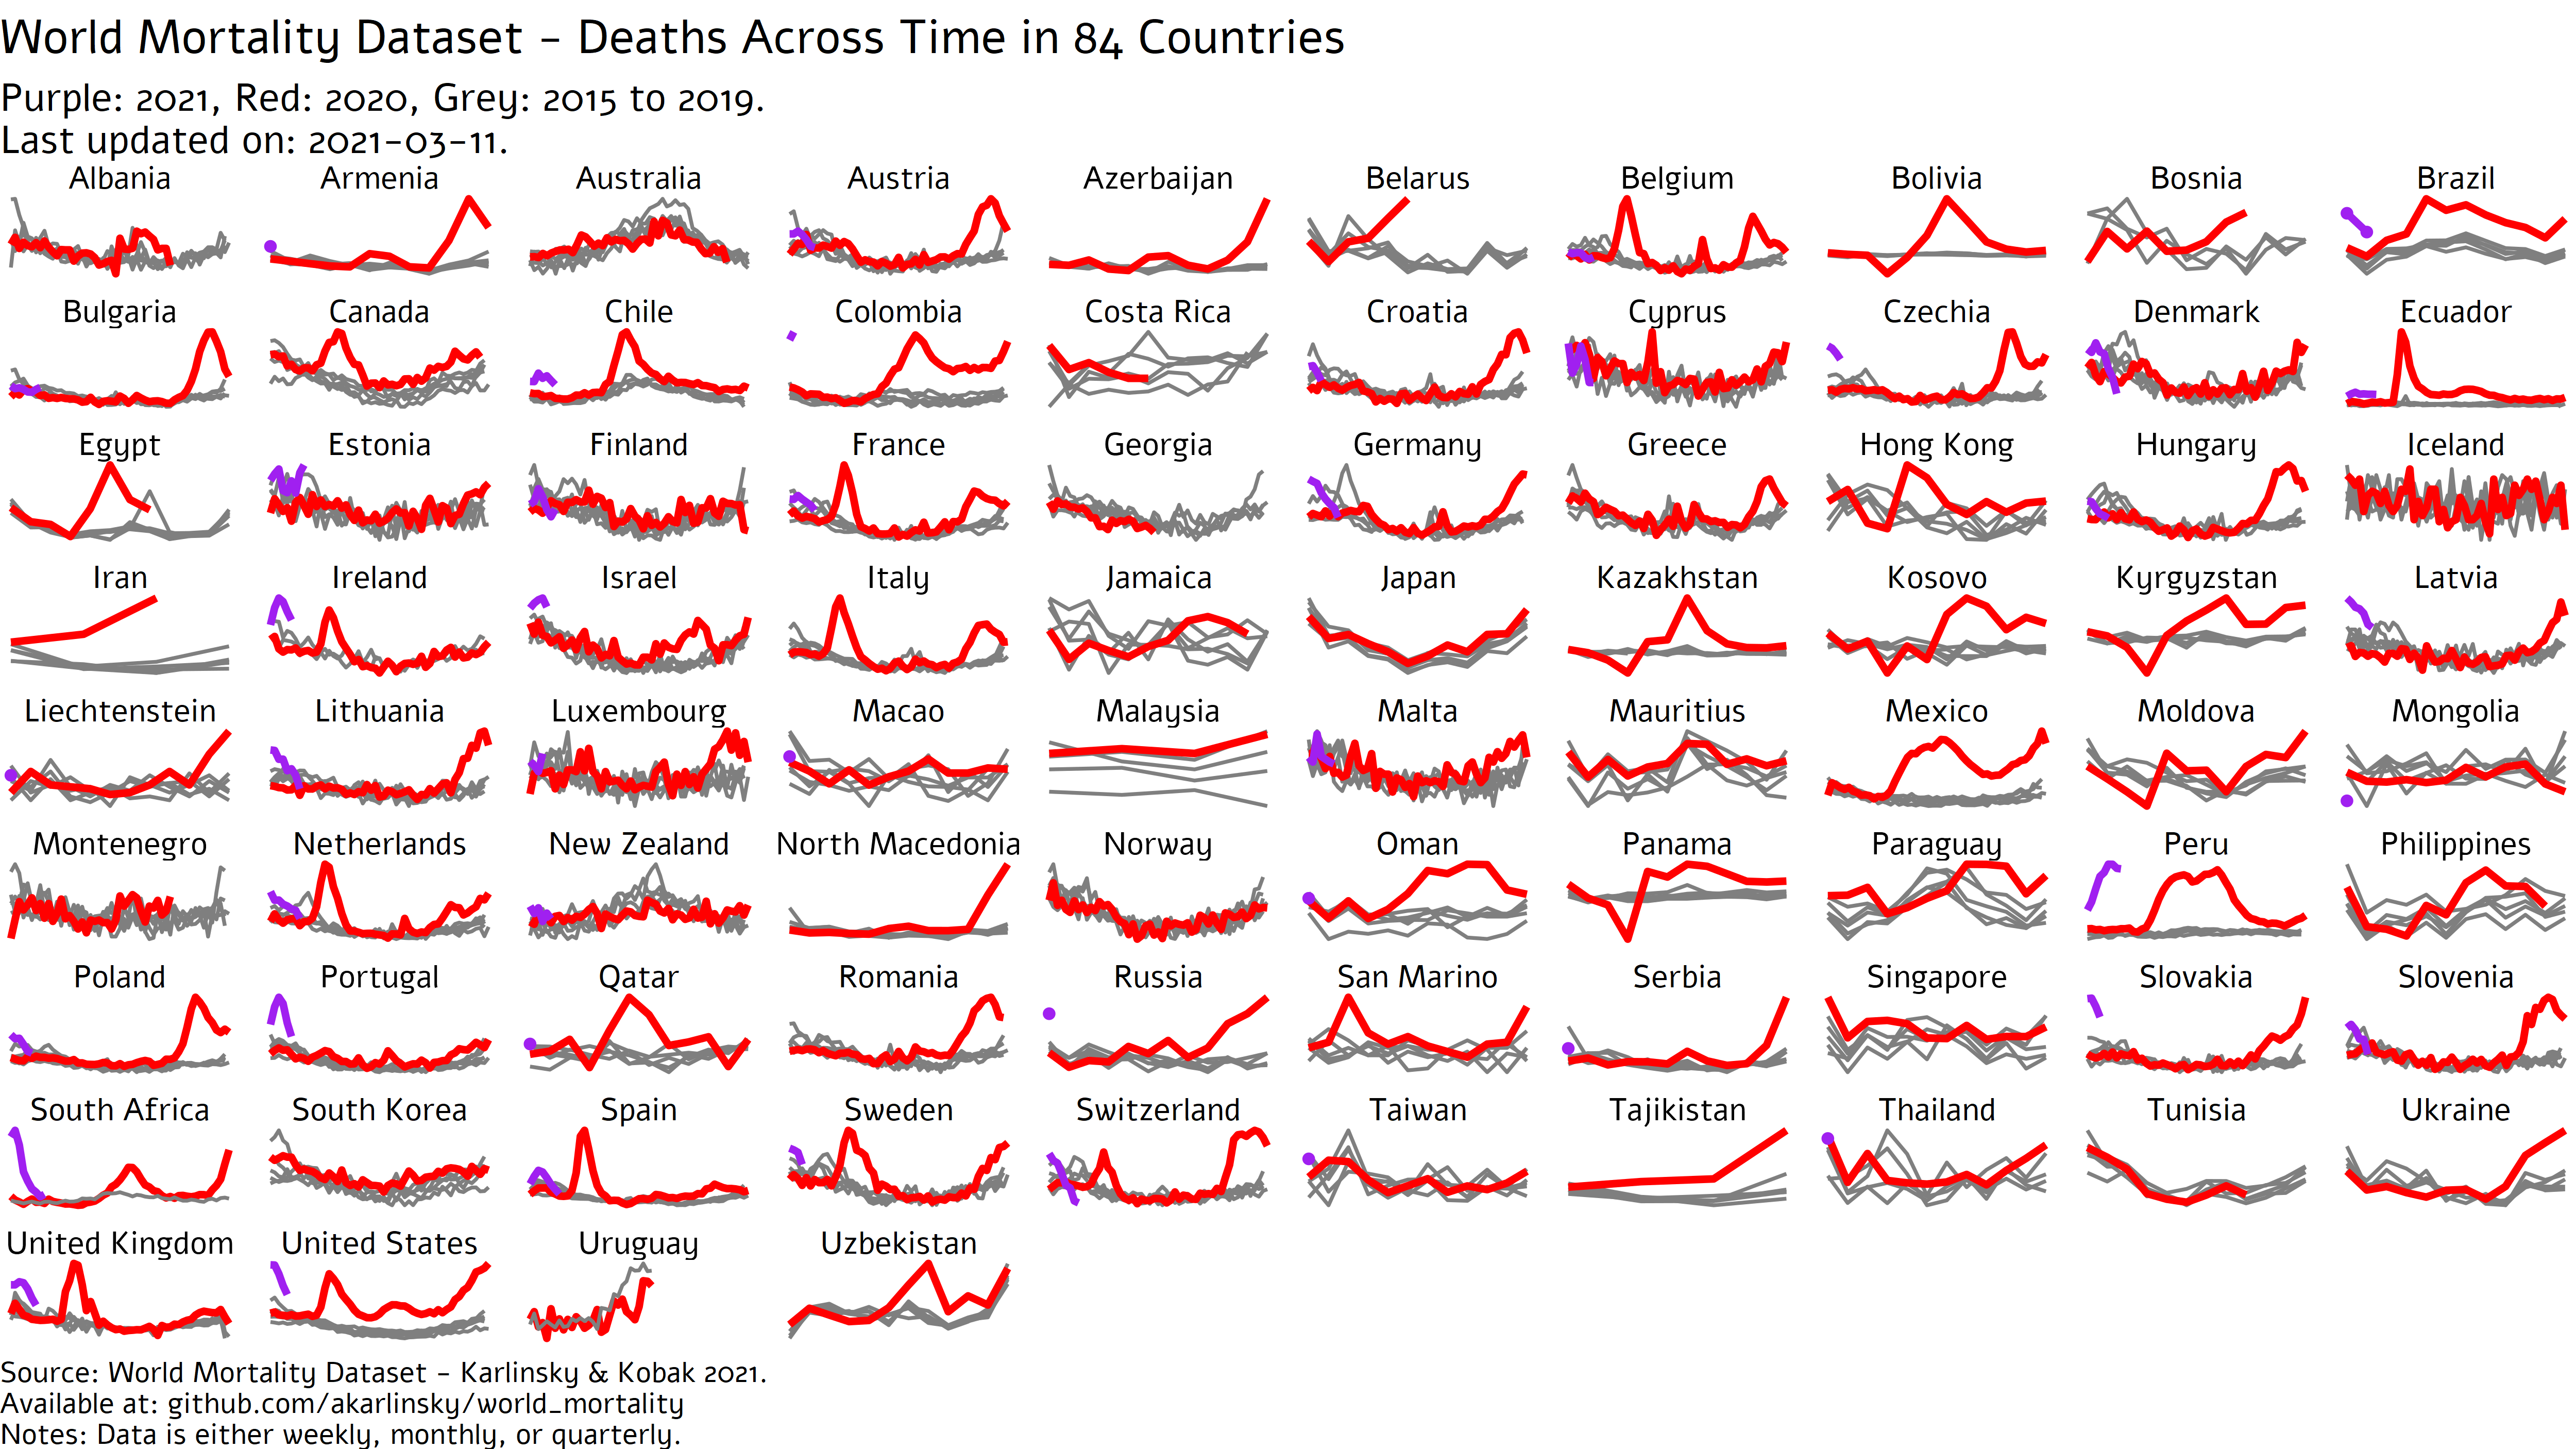 World Mortality Dataset - Deaths Across Time in 84 Countries
Purple: 2021, Red: 2020, Grey: 2015 to 2019.
Last updated on: 2021-03-11.
Albania Armenia Australia Austria Azerbaijan Belarus Belgium Bolivia Bosnia Brazil
Bulgaria Canada Chile Colombia Costa Rica Croatia Cyprus Czechia Denmark Ecuador
Egypt Estonia Finland France Georgia Germany Greece Hong Kong Hungary Iceland
Iran Ireland Israel Italy Jamaica Japan Kazakhstan Kosovo Kyrgyzstan Latvia
Liechtenstein Lithuania Luxembourg Macao Malaysia Malta Mauritius Mexico Moldova Mongolia
Montenegro Netherlands New Zealand North Macedonia Norway Oman Panama Paraguay Peru Philippines
Poland Portugal Qatar Romania Russia San Marino Serbia Singapore Slovakia Slovenia
South Africa South Korea Spain Sweden Switzerland Taiwan Tajikistan Thailand Tunisia Ukraine
United Kingdom United States Uruguay Uzbekistan
Source: World Mortality Dataset - Karlinsky & Kobak 2021.
Available at: github.com/akarlinsky/world_mortality
Notes: Data is either weekly, monthly, or quarterly.